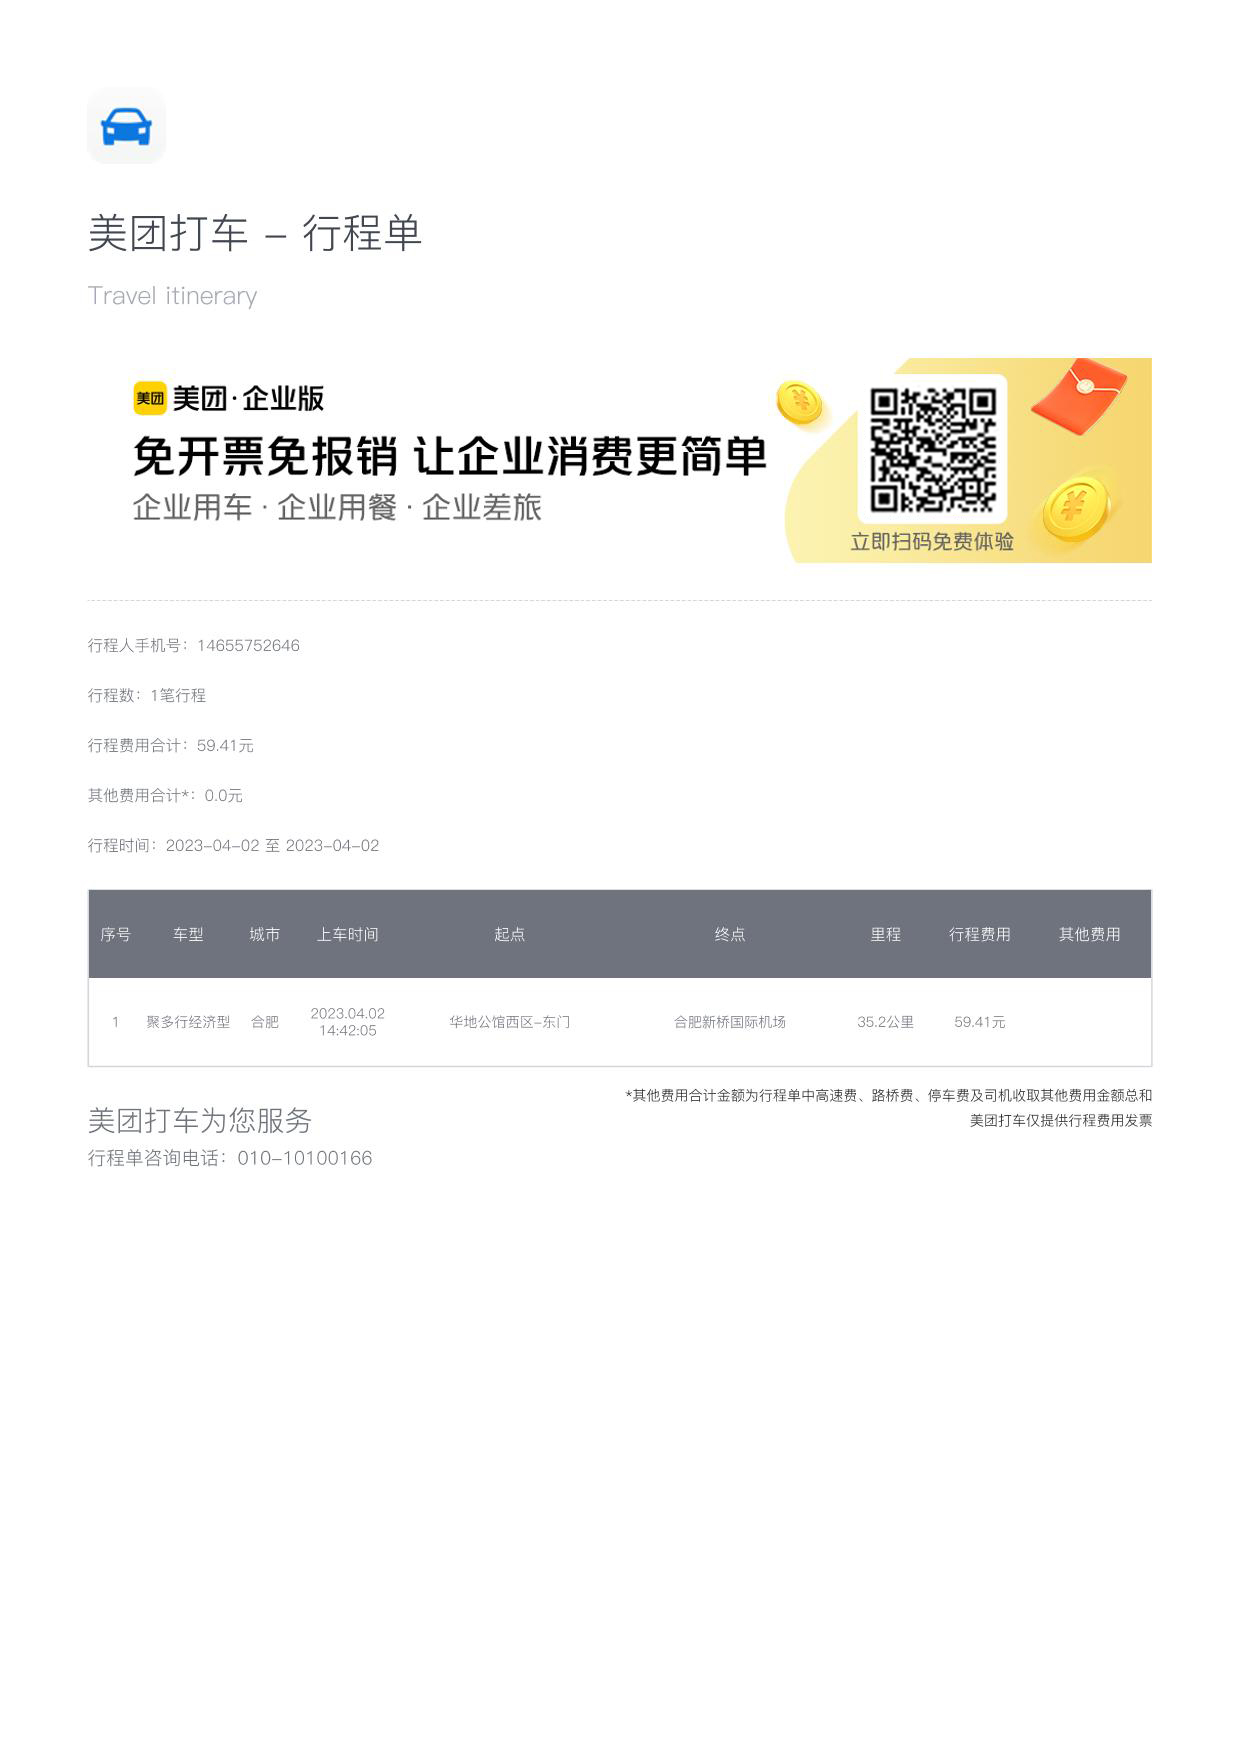 美团打车 – 行程单
Travel itinerary
美团 美团·企业版
免开票免报销 让企业消费更简单
企业用车 · 企业用餐 · 企业差旅
立即扫码免费体验
行程人手机号：14655752646
行程数：1笔行程
行程费用合计：59.41元
其他费用合计*：0.0元
行程时间：2023–04–02 至 2023–04–02
序号 车型 城市 上车时间 起点 终点 里程 行程费用 其他费用
1 聚多行经济型 合肥 2023.04.02 14:42:05 华地公馆西区–东门 合肥新桥国际机场 35.2公里 59.41元
*其他费用合计金额为行程单中高速费、路桥费、停车费及司机收取其他费用金额总和
美团打车仅提供行程费用发票
美团打车为您服务
行程单咨询电话：010–10100166